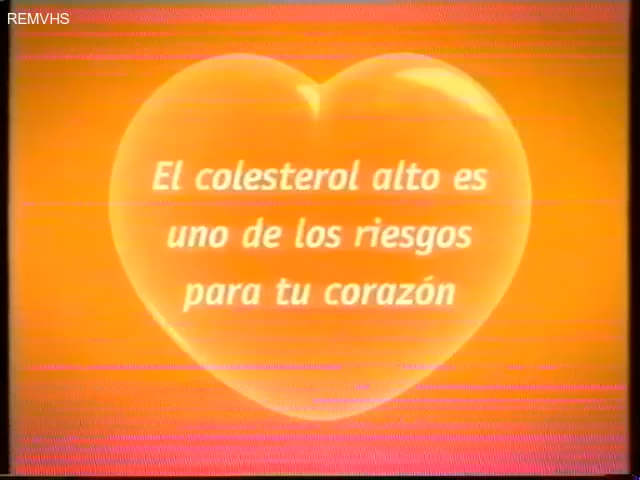 REMVHS
El colesterol alto es
uno de los riesgos
para tu corazón